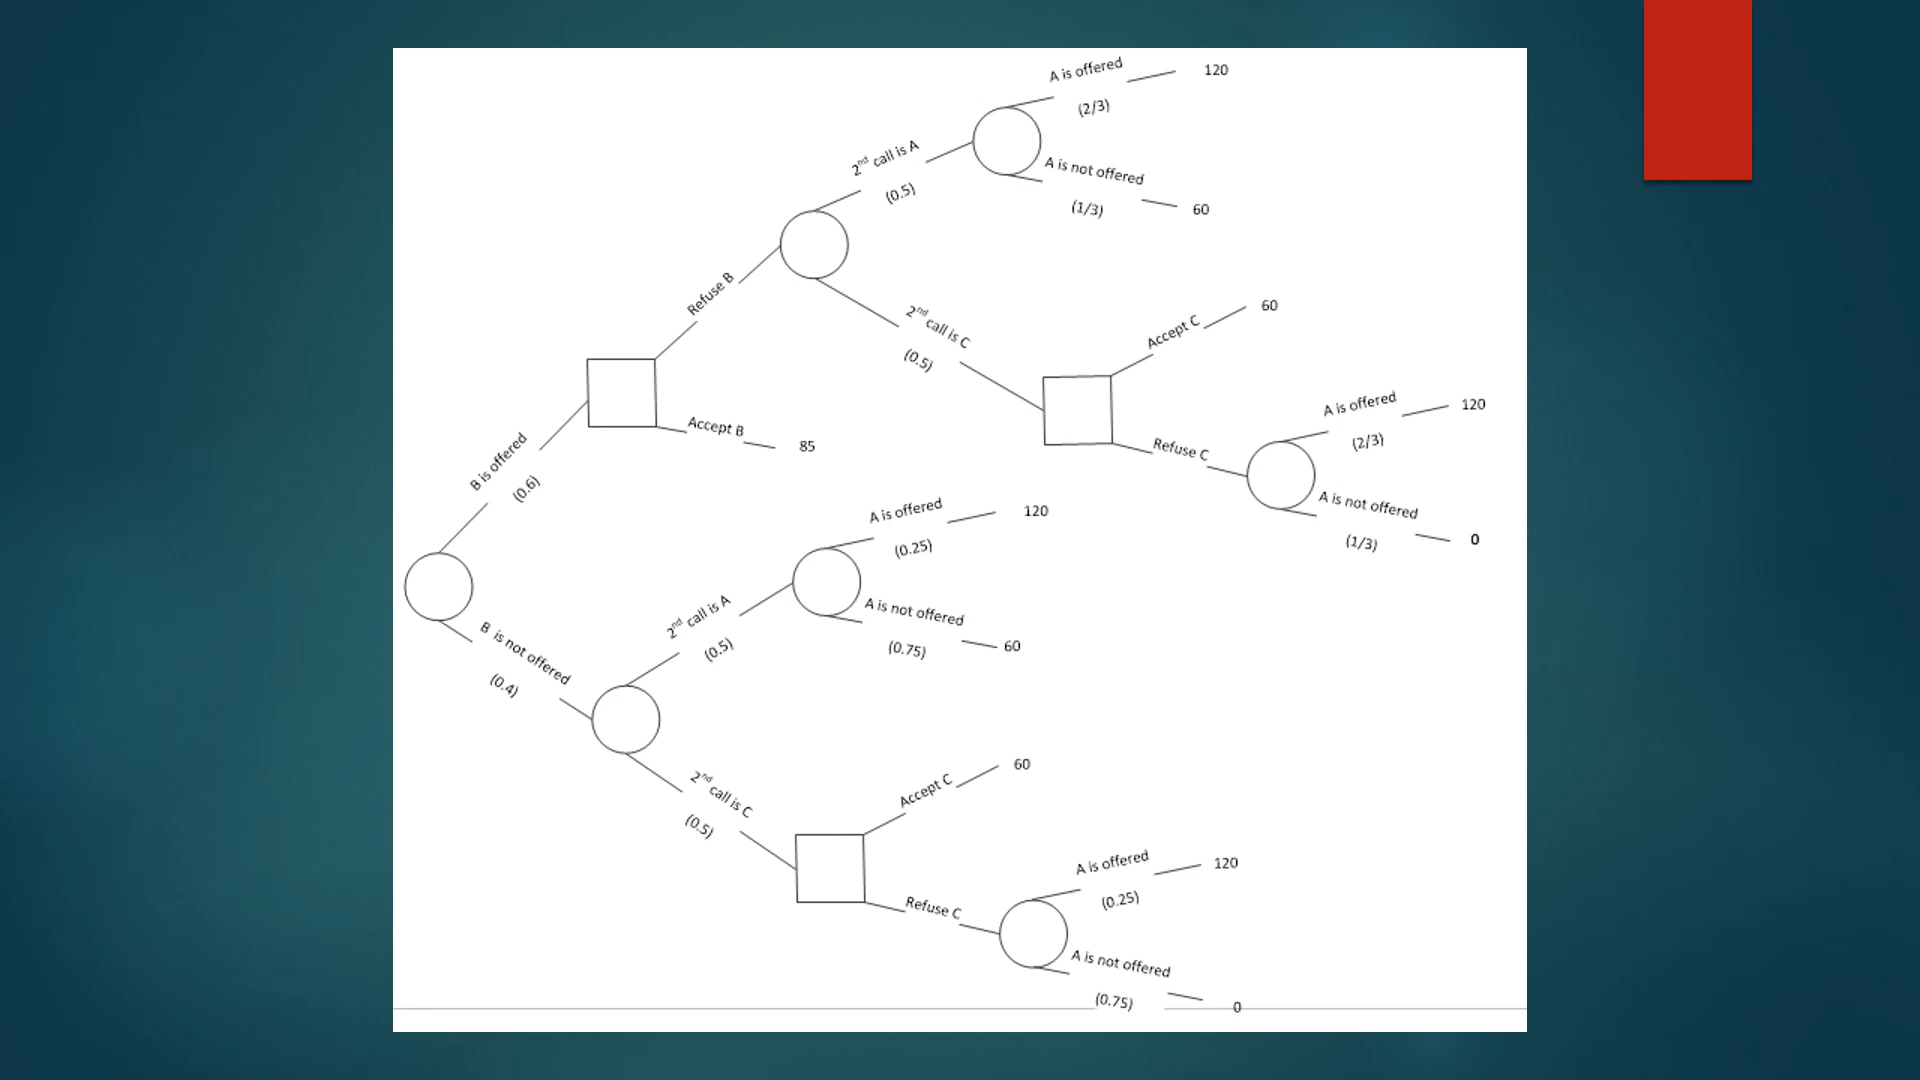 A is offered
120
(2/3)
2nd call is A
(0.5)
A is not offered
(1/3)
60
Refuse B
2nd call is C
(0.5)
Accept C
60
A is offered
120
(2/3)
Refuse C
A is not offered
(1/3)
0
Accept B
85
B is offered
(0.6)
A is offered
120
(0.25)
2nd call is A
(0.5)
A is not offered
(0.75)
60
B is not offered
(0.4)
2nd call is C
(0.5)
Accept C
60
A is offered
120
(0.25)
Refuse C
A is not offered
(0.75)
0